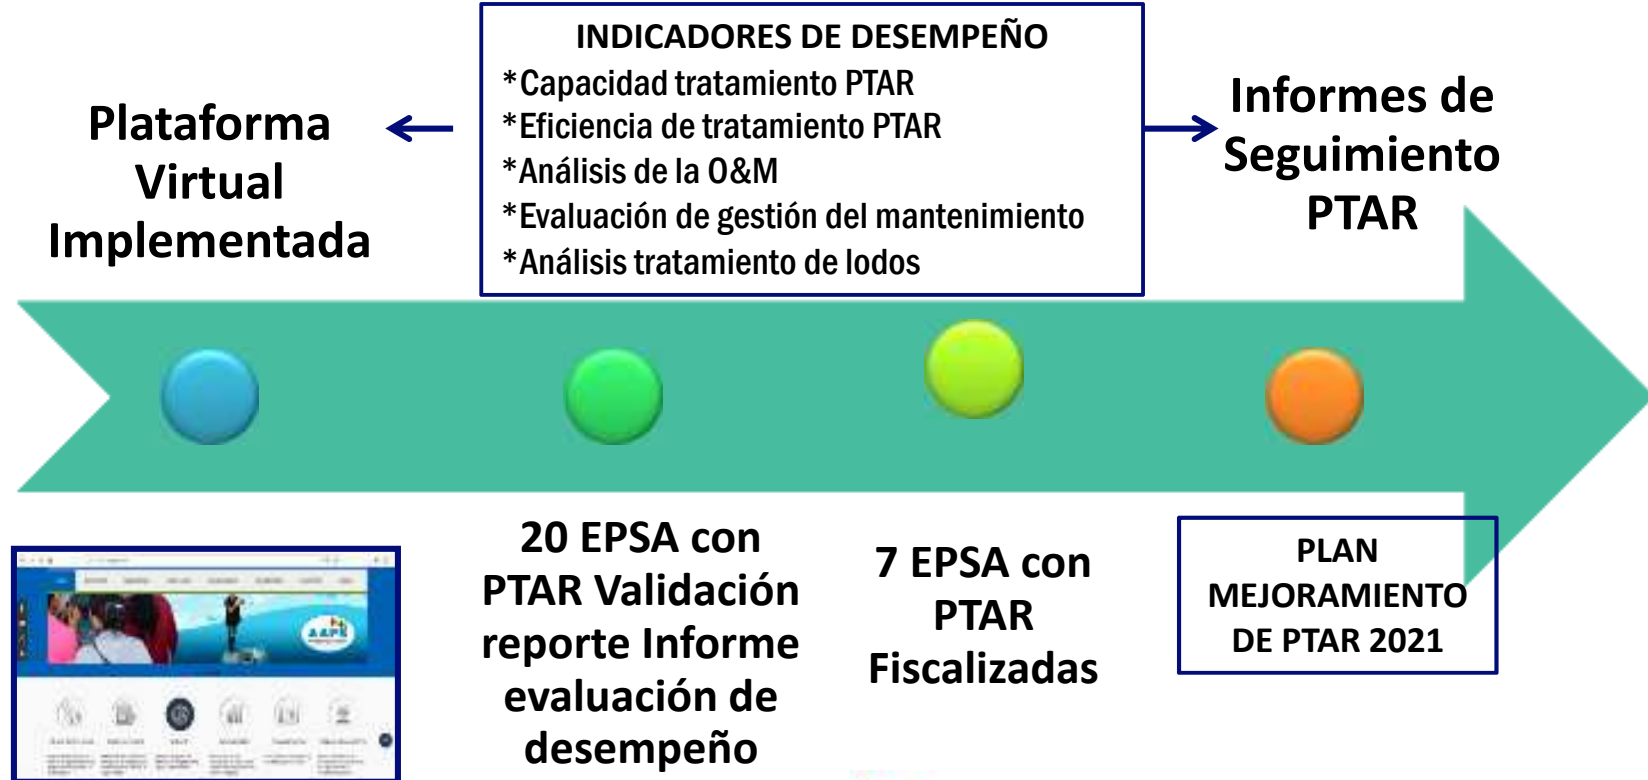 INDICADORES DE DESEMPEÑO
*Capacidad tratamiento PTAR
*Eficiencia de tratamiento PTAR
*Análisis de la O&M
*Evaluación de gestión del mantenimiento
*Análisis tratamiento de lodos
Plataforma
Virtual
Implementada
Informes de
Seguimiento
PTAR
20 EPSA con
PTAR Validación
reporte Informe
evaluación de
desempeño
7 EPSA con
PTAR
Fiscalizadas
PLAN
MEJORAMIENTO
DE PTAR 2021